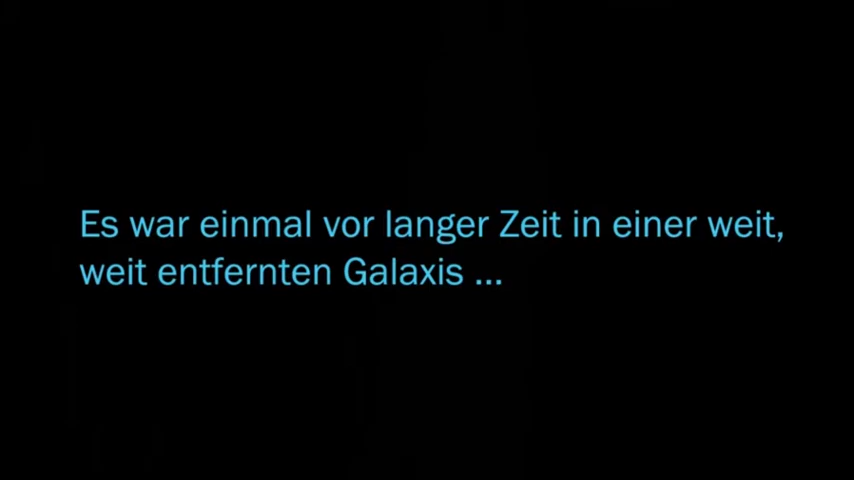 Es war einmal vor langer Zeit in einer weit,
weit entfernten Galaxis ...